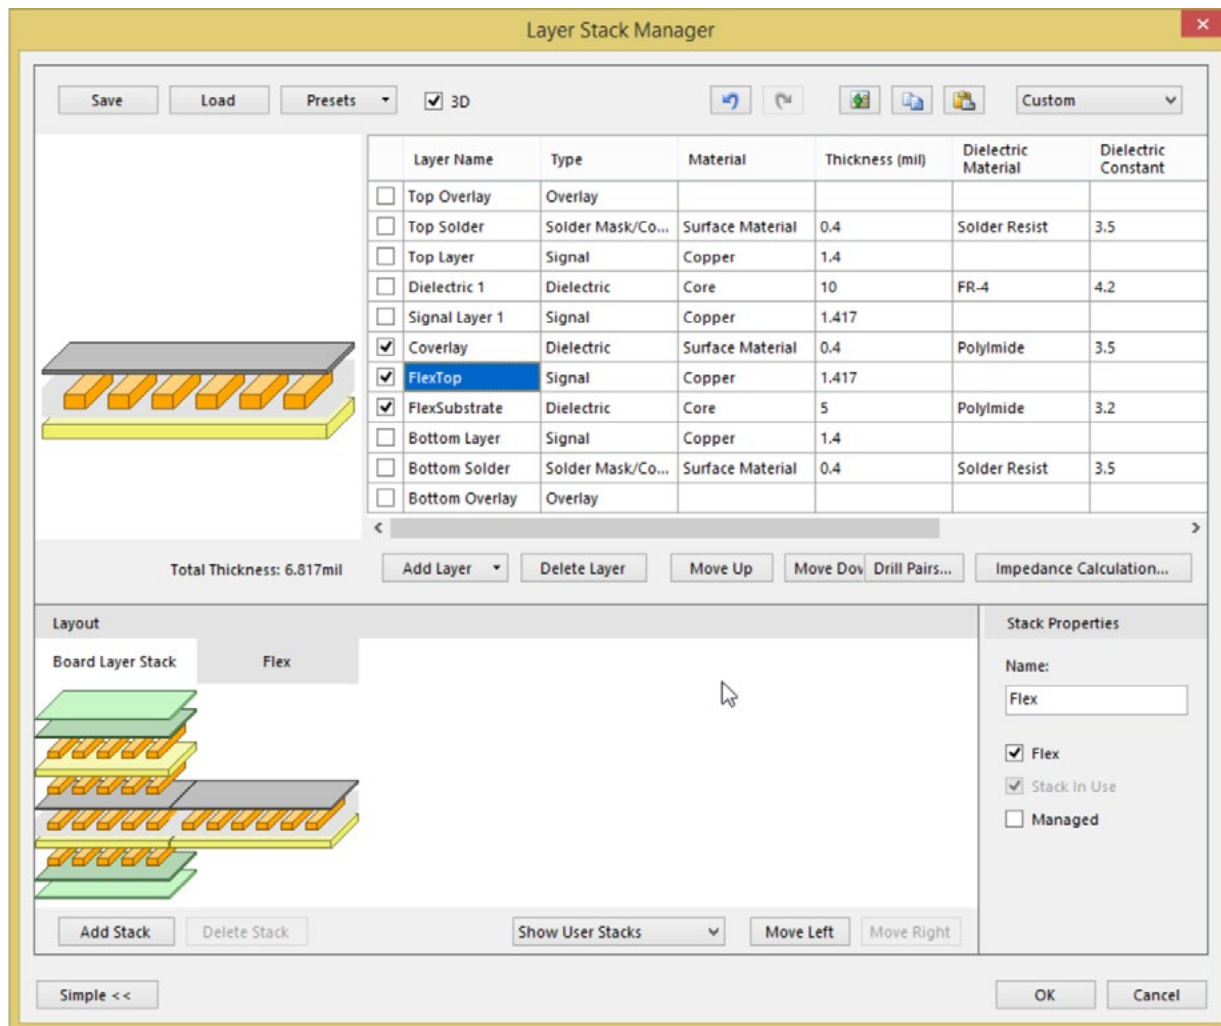 Layer Stack Manager
Save Load Presets 3D Custom
Layer Name Type Material Thickness (mil) Dielectric Material Dielectric Constant
Top Overlay Overlay
Top Solder Solder Mask/Co... Surface Material 0.4 Solder Resist 3.5
Top Layer Signal Copper 1.4
Dielectric 1 Dielectric Core 10 FR-4 4.2
Signal Layer 1 Signal Copper 1.417
Coverlay Dielectric Surface Material 0.4 PolyImide 3.5
FlexTop Signal Copper 1.417
FlexSubstrate Dielectric Core 5 PolyImide 3.2
Bottom Layer Signal Copper 1.4
Bottom Solder Solder Mask/Co... Surface Material 0.4 Solder Resist 3.5
Bottom Overlay Overlay
Total Thickness: 6.817mil Add Layer Delete Layer Move Up Move Dov Drill Pairs... Impedance Calculation...
Layout Stack Properties
Board Layer Stack Flex
Name:
Flex
Flex
Stack In Use
Managed
Add Stack Delete Stack Show User Stacks Move Left Move Right
Simple << OK Cancel